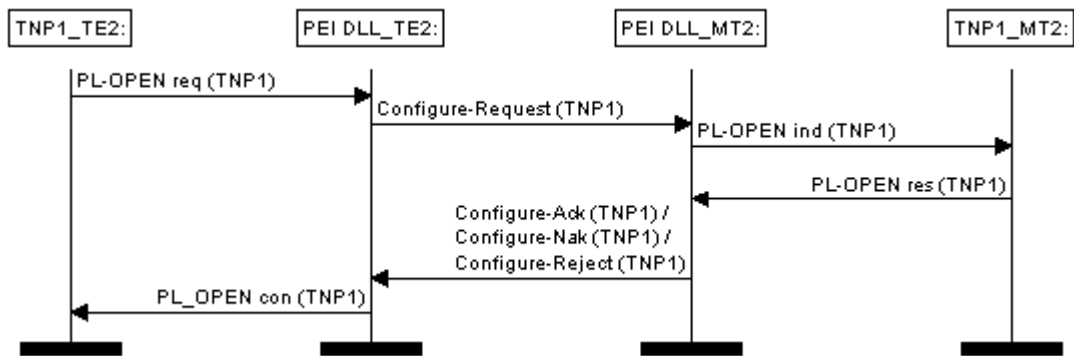 TNP1_TE2:
PEI DLL_TE2:
PEI DLL_MT2:
TNP1_MT2:
PL-OPEN req (TNP1)
Configure-Request (TNP1)
PL-OPEN ind (TNP1)
PL-OPEN res (TNP1)
Configure-Ack (TNP1) /
Configure-Nak (TNP1) /
Configure-Reject (TNP1)
PL_OPEN con (TNP1)